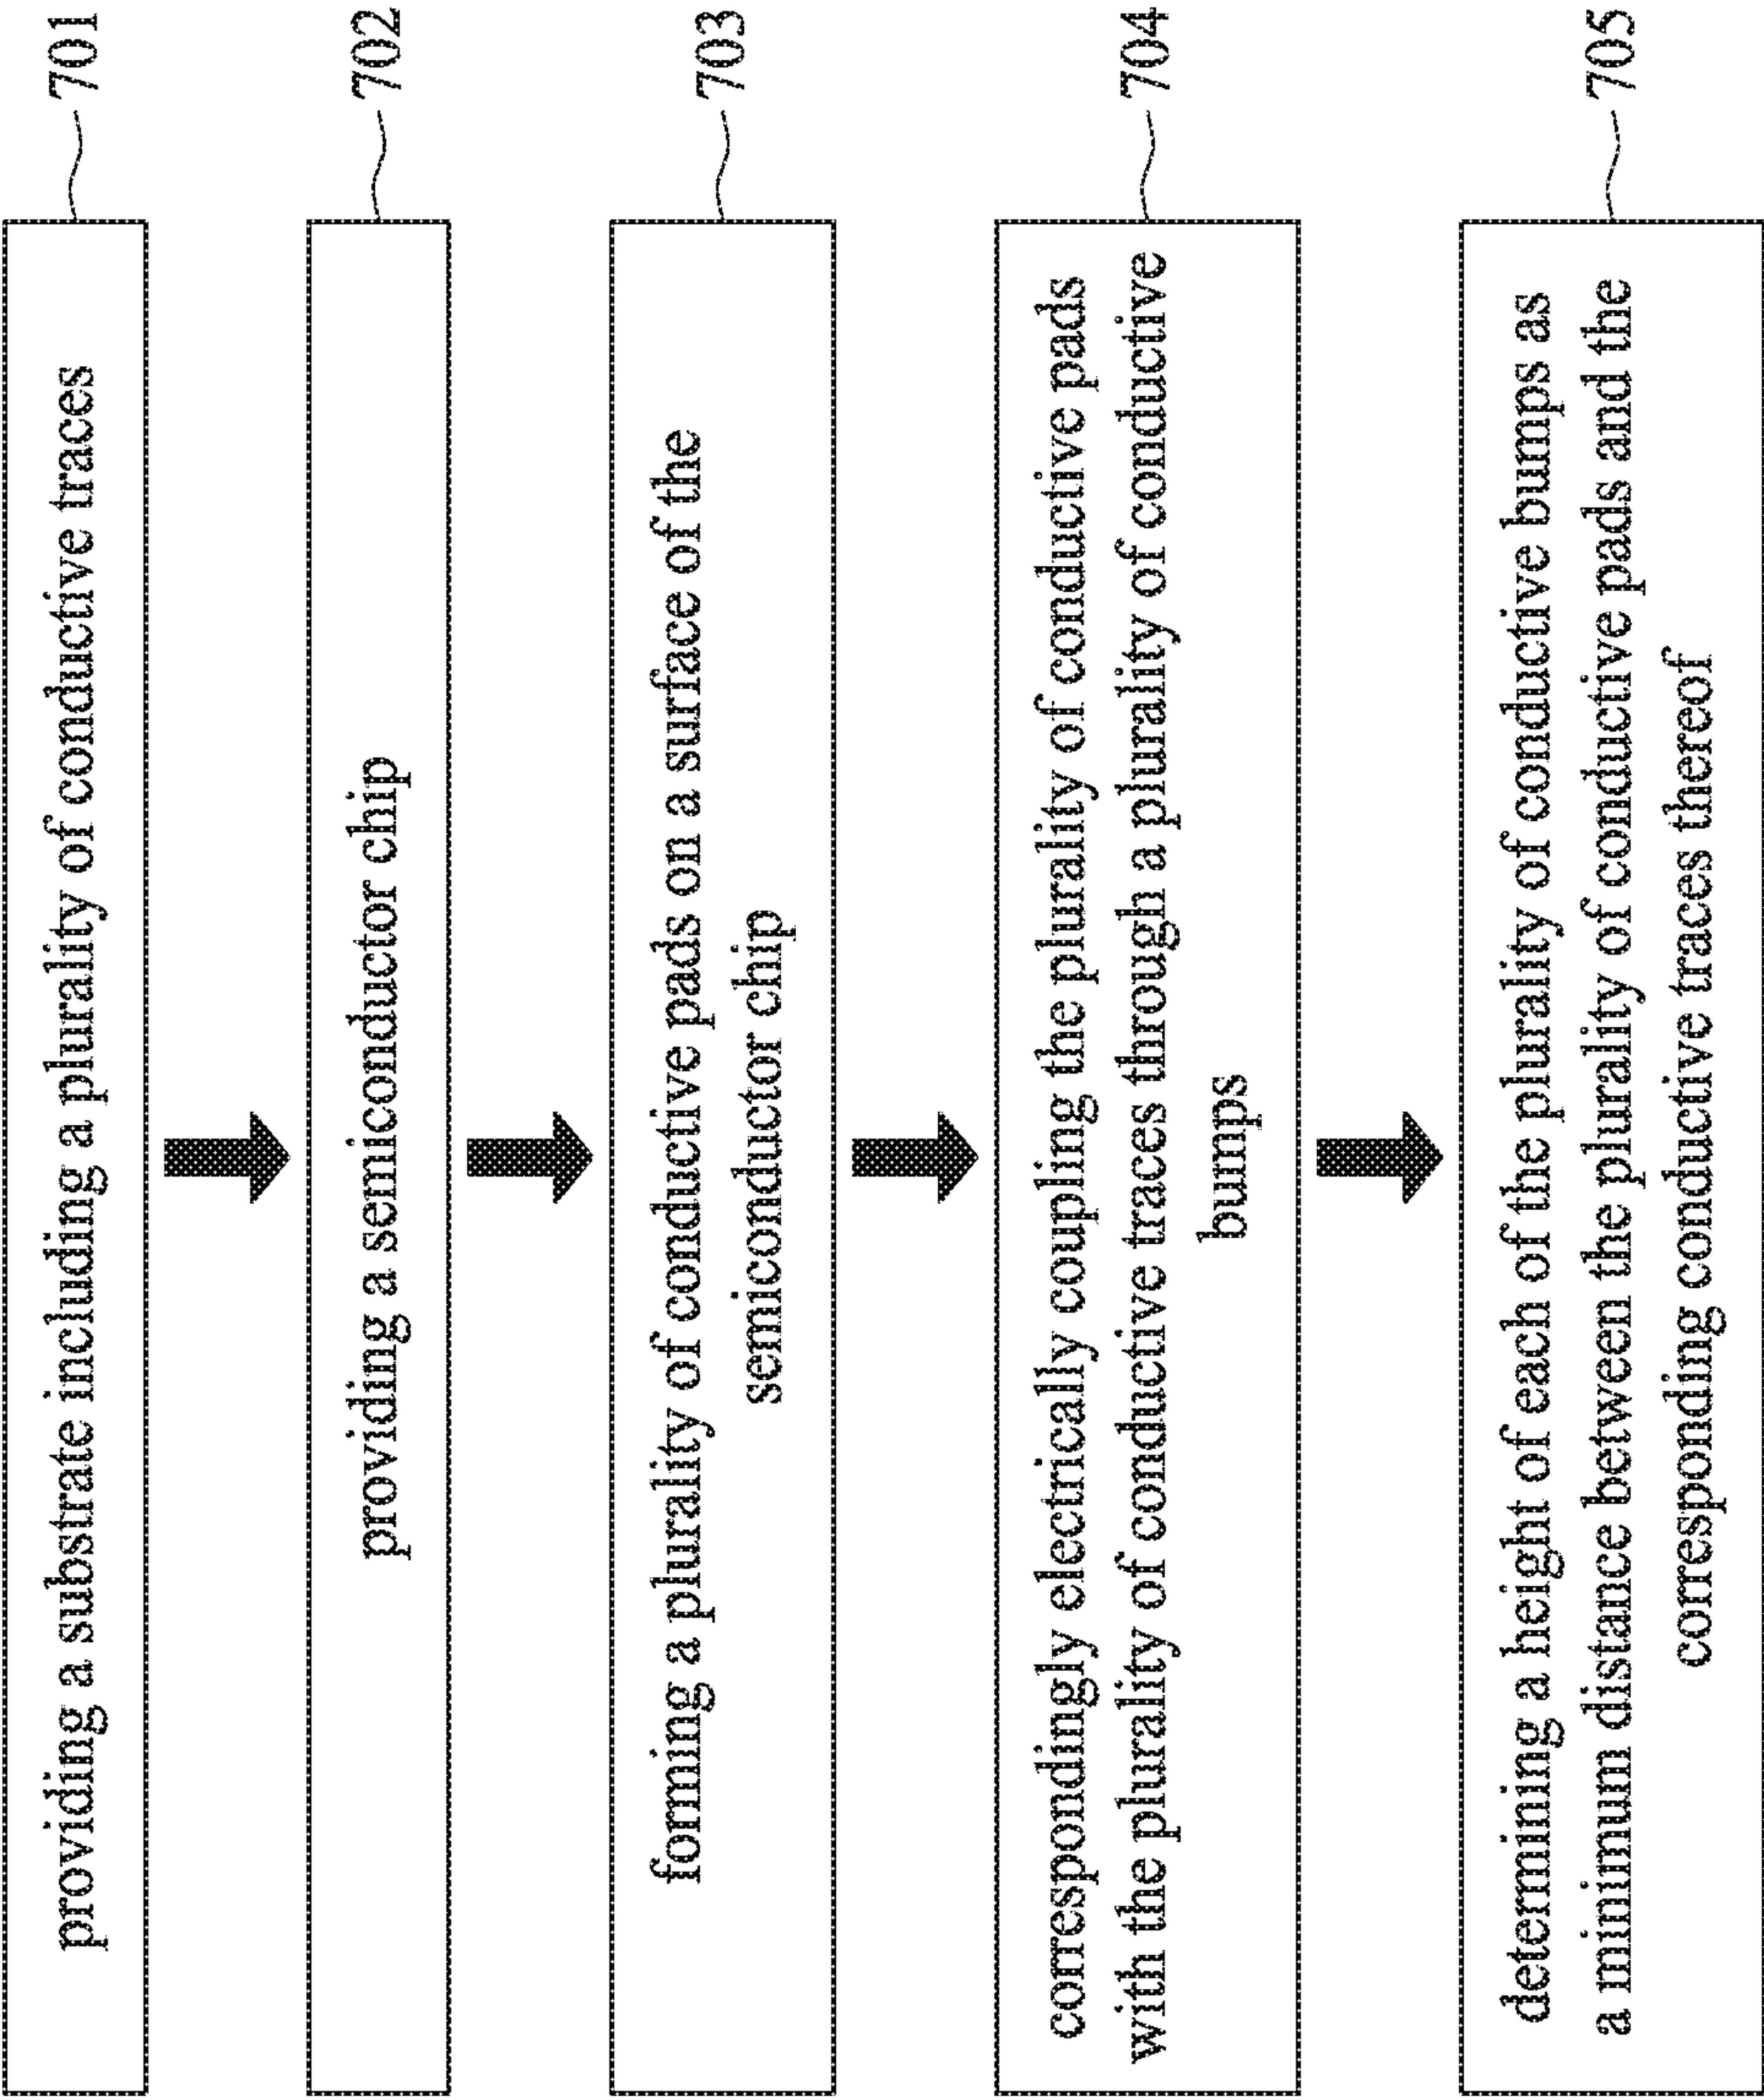 providing a substrate including a plurality of conductive traces
701
providing a semiconductor chip
702
forming a plurality of conductive pads on a surface of the
semiconductor chip
703
correspondingly electrically coupling the plurality of conductive pads
with the plurality of conductive traces through a plurality of conductive
bumps
704
determining a height of each of the plurality of conductive bumps as
a minimum distance between the plurality of conductive pads and the
corresponding conductive traces thereof
705